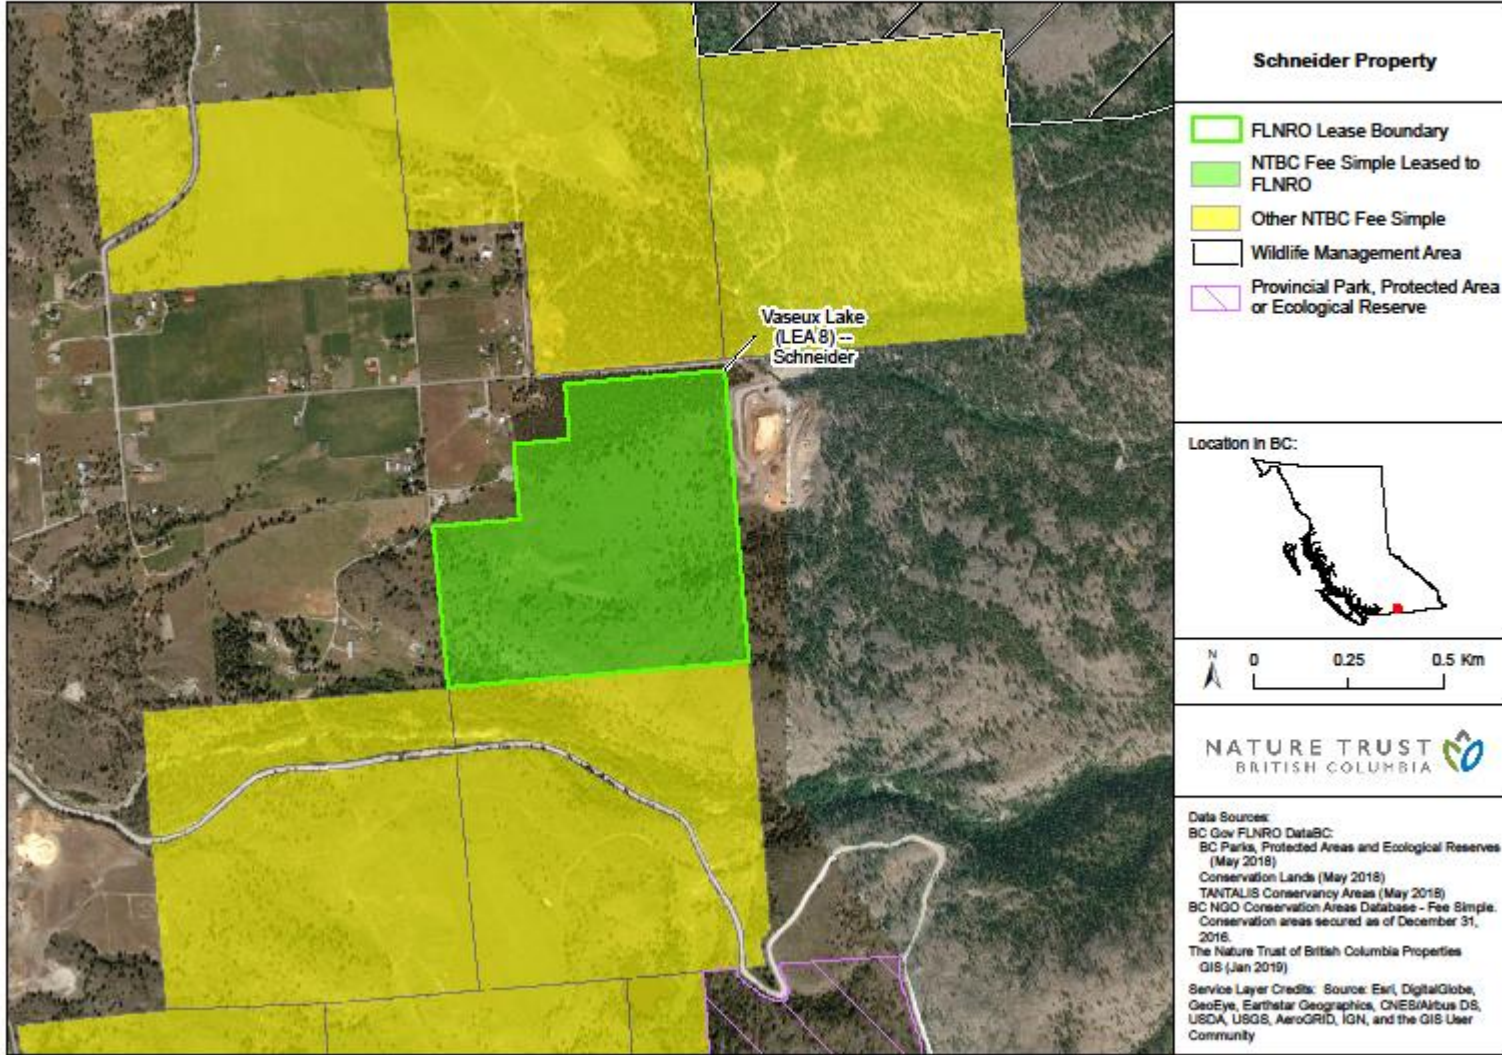 Schneider Property
FLNRO Lease Boundary
NTBC Fee Simple Leased to
FLNRO
Other NTBC Fee Simple
Wildlife Management Area
Provincial Park, Protected Area
or Ecological Reserve
Vaseux Lake
(LEA 8) --
Schneider
Location in BC:
N
0 0.25 0.5 Km
NATURE TRUST
BRITISH COLUMBIA
Data Sources:
BC Gov FLNRO DataBC:
BC Parks, Protected Areas and Ecological Reserves
(May 2018)
Conservation Lands (May 2018)
TANTALIS Conservancy Areas (May 2018)
BC NGO Conservation Areas Database - Fee Simple.
Conservation areas secured as of December 31,
2016.
The Nature Trust of British Columbia Properties
GIS (Jan 2019)
Service Layer Credits: Source: Esri, DigitalGlobe,
GeoEye, Earthstar Geographics, CNES/Airbus DS,
USDA, USGS, AeroGRID, IGN, and the GIS User
Community